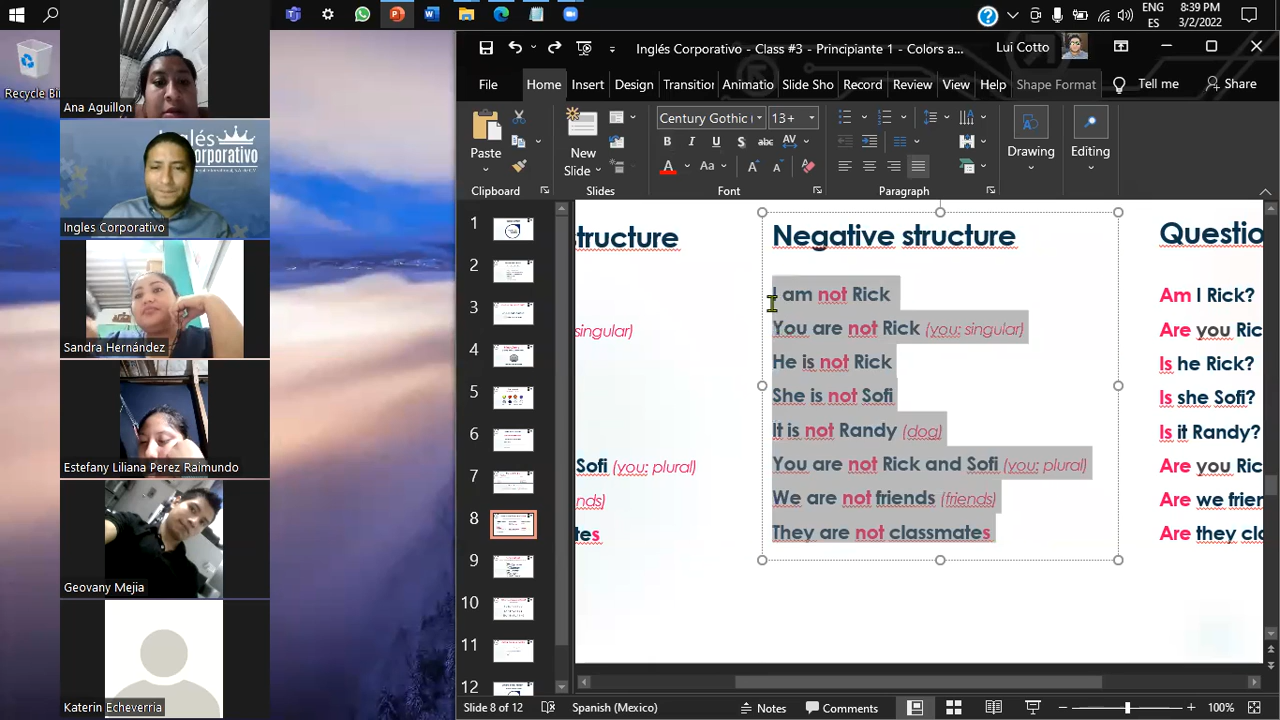 Recycle Bin
Ana Aguillon
Inglés
Corporativo
Ingles Corporativo
Sandra Hernández
Estefany Liliana Perez Raimundo
Geovany Mejia
Katerin Echeverria
ENG
ES
8:39 PM
3/2/2022
Inglés Corporativo - Class #3 - Principiante 1 - Colors a...
Lui Cotto
File Home Insert Design Transition Animatio Slide Sho Record Review View Help Shape Format Tell me Share
Paste
New
Slide
Century Gothic (
13+
Drawing
Editing
Clipboard Slides Font Paragraph
1
2
3
4
5
6
7
8
9
10
11
12
structure
singular)
Sofi (you: plural)
nds)
tes
Negative structure
I am not Rick
You are not Rick (you: singular)
He is not Rick
She is not Sofi
it is not Randy (dog)
You are not Rick and Sofi (you: plural)
We are not friends (friends)
They are not classmates
Questio
Am I Rick?
Are you Ric
Is he Rick?
Is she Sofi?
Is it Randy?
Are you Ric
Are we frien
Are they cla
Slide 8 of 12 Spanish (Mexico) Notes Comments 100%